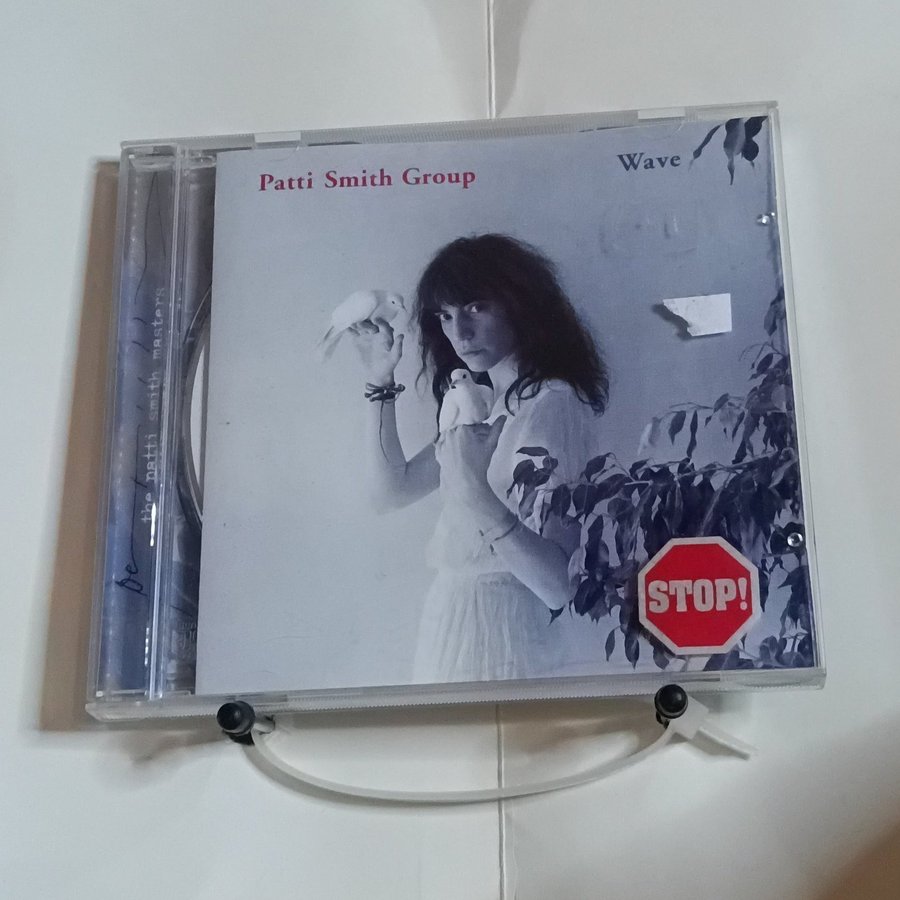 Patti Smith Group
Wave
the patti smith masters
STOP!